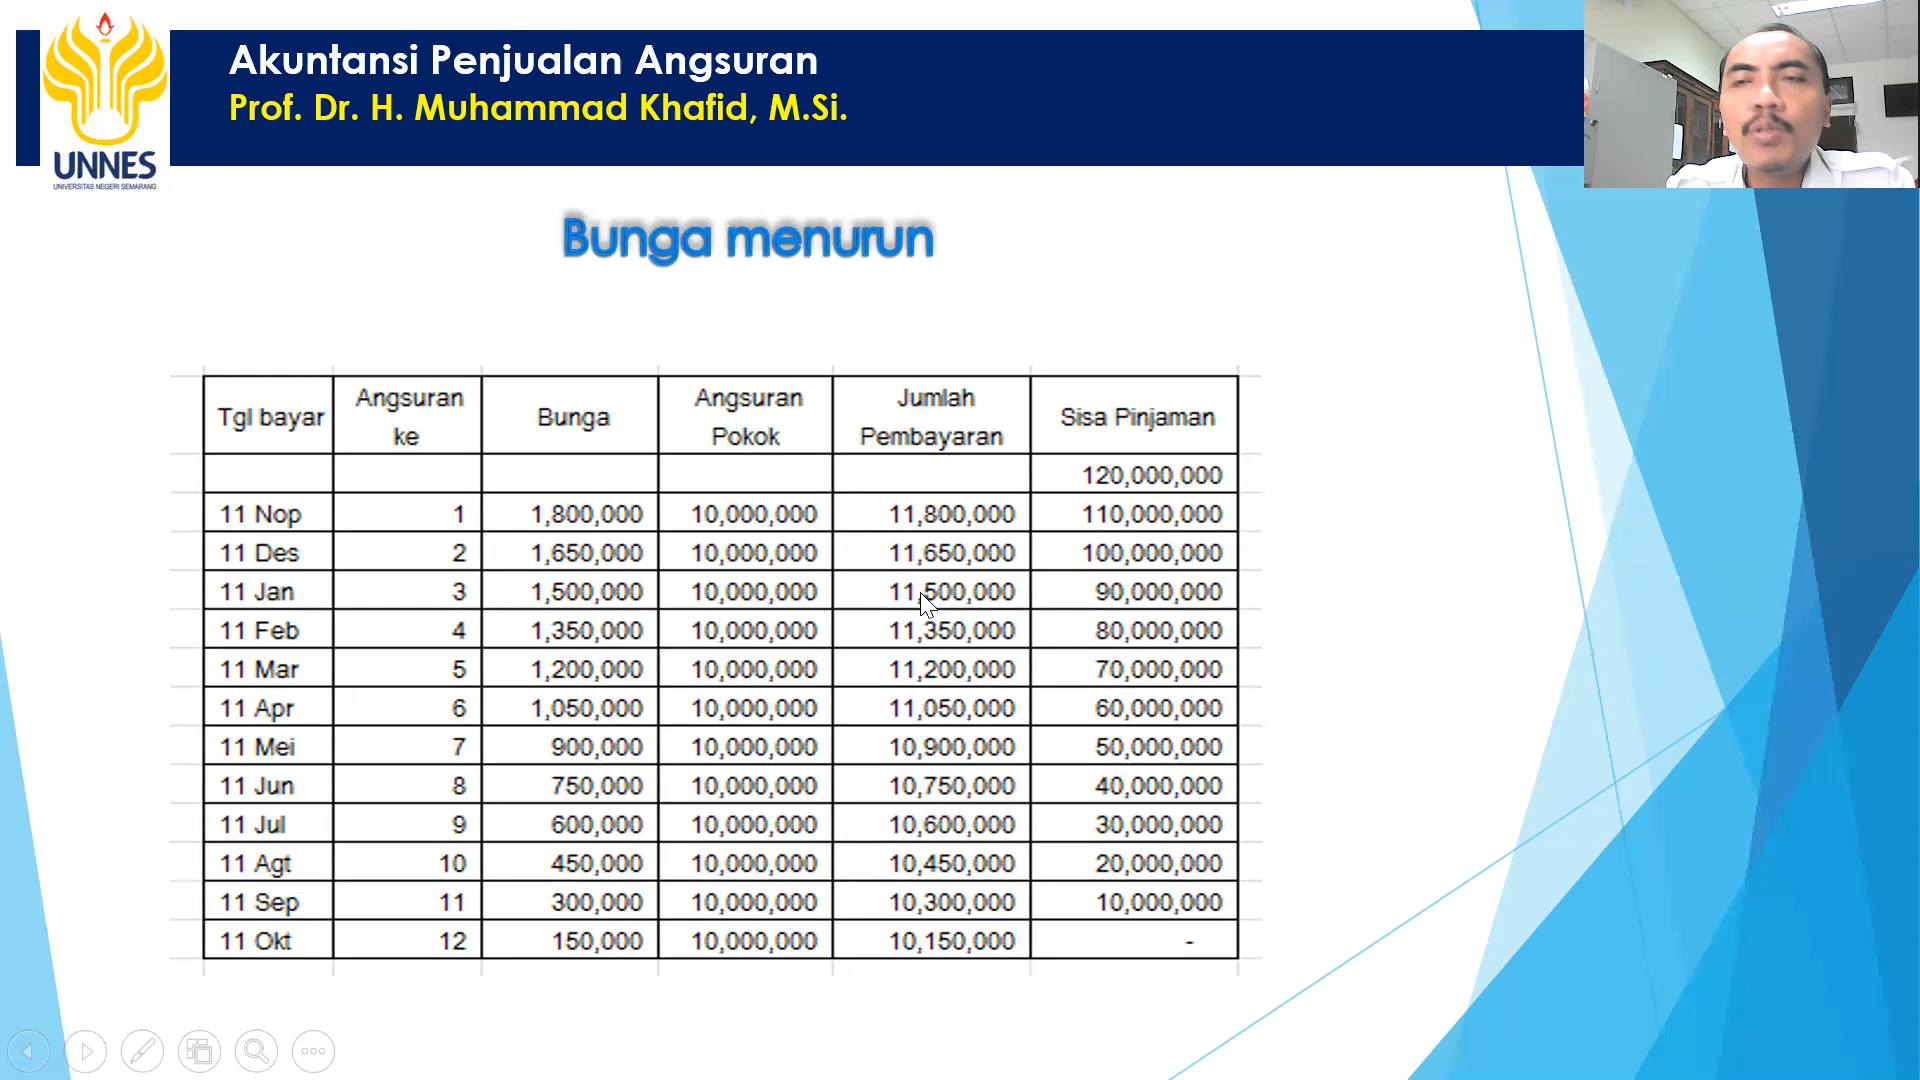 Akuntansi Penjualan Angsuran
Prof. Dr. H. Muhammad Khafid, M.Si.
UNNES
UNIVERSITAS NEGERI SEMARANG
Bunga menurun
Tgl bayar Angsuran ke Bunga Angsuran Pokok Jumlah Pembayaran Sisa Pinjaman
120,000,000
11 Nop 1 1,800,000 10,000,000 11,800,000 110,000,000
11 Des 2 1,650,000 10,000,000 11,650,000 100,000,000
11 Jan 3 1,500,000 10,000,000 11,500,000 90,000,000
11 Feb 4 1,350,000 10,000,000 11,350,000 80,000,000
11 Mar 5 1,200,000 10,000,000 11,200,000 70,000,000
11 Apr 6 1,050,000 10,000,000 11,050,000 60,000,000
11 Mei 7 900,000 10,000,000 10,900,000 50,000,000
11 Jun 8 750,000 10,000,000 10,750,000 40,000,000
11 Jul 9 600,000 10,000,000 10,600,000 30,000,000
11 Agt 10 450,000 10,000,000 10,450,000 20,000,000
11 Sep 11 300,000 10,000,000 10,300,000 10,000,000
11 Okt 12 150,000 10,000,000 10,150,000 -